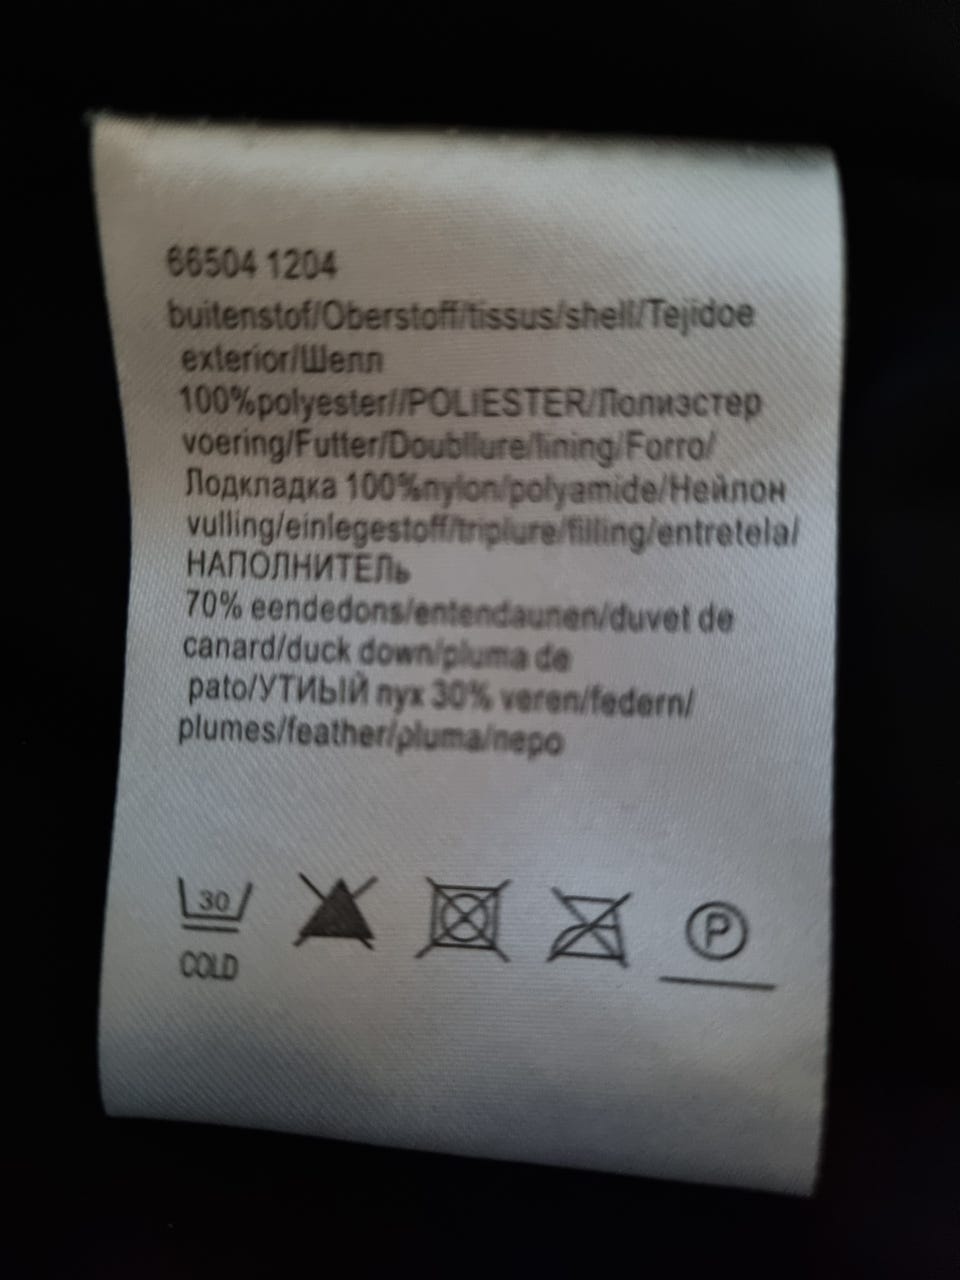 66504 1204
buitenstof/Oberstoff/tissus/shell/Tejidoe
exterior/Шелл
100%polyester//POLIESTER/Полиэстер
voering/Futter/Doubllure/lining/Forro/
Лодкладка 100%nylon/polyamide/Нейлон
vulling/einlegestoff/triplure/filling/entretela/
НАПОЛНИТЕЛЬ
70% eendedons/entendaunen/duvet de
canard/duck down/pluma de
pato/УТИЫЙ пух 30% veren/federn/
plumes/feather/pluma/перо
30
COLD
P